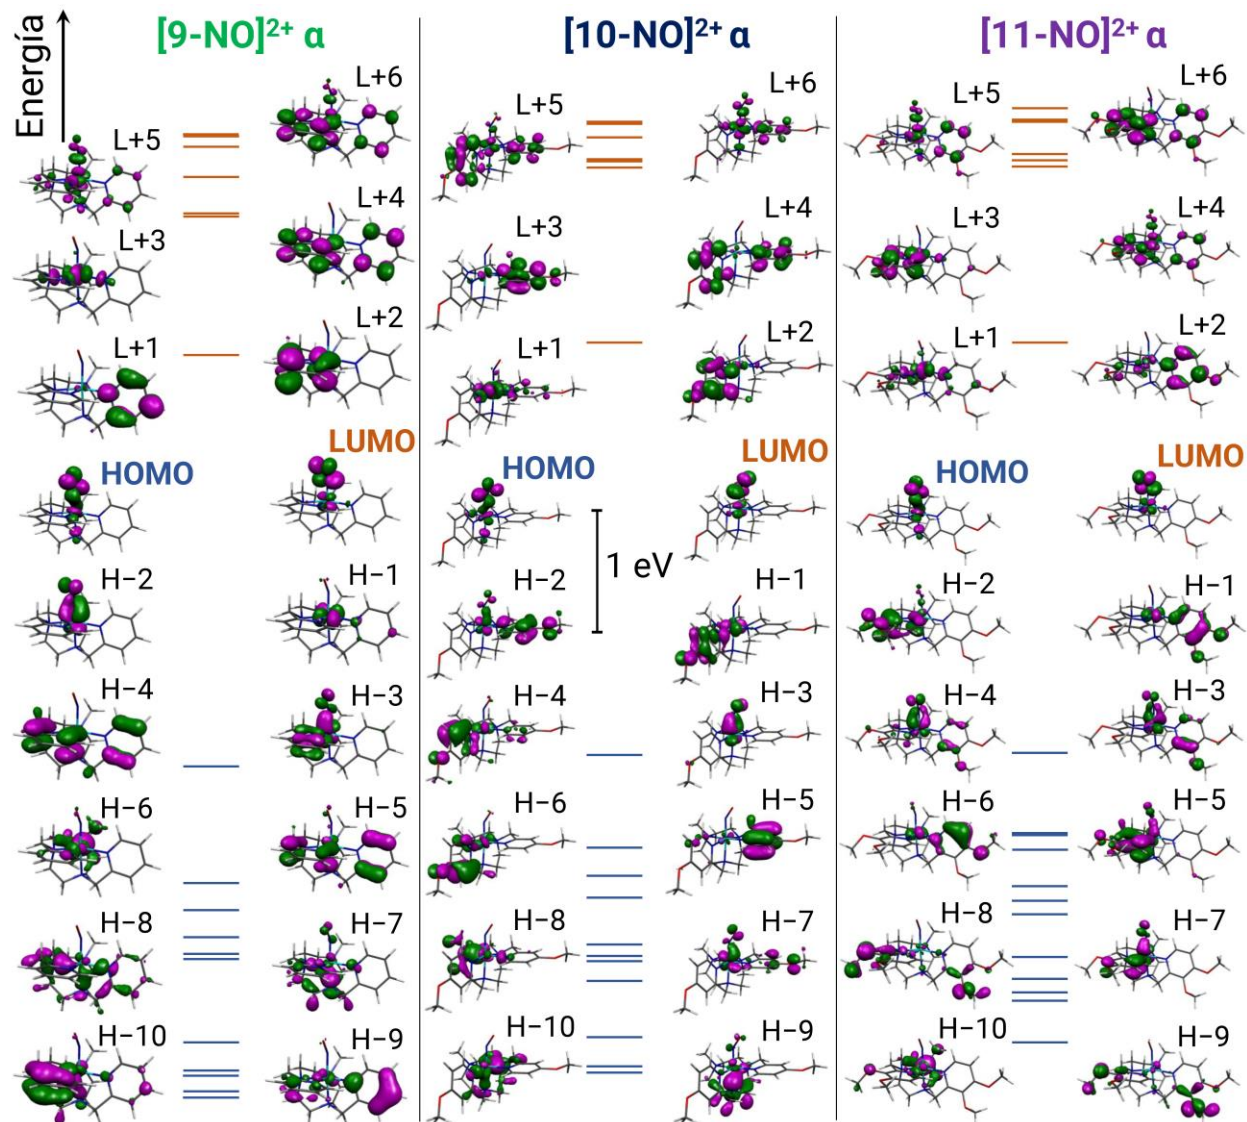 Energía
[9-NO]²⁺ α
L+6
L+5
L+4
L+3
L+2
L+1
LUMO
HOMO
H−2
H−1
H−4
H−3
H−6
H−5
H−8
H−7
H−10
H−9
[10-NO]²⁺ α
L+6
L+5
L+4
L+3
L+2
L+1
LUMO
HOMO
1 eV
H−2
H−1
H−4
H−3
H−6
H−5
H−8
H−7
H−10
H−9
[11-NO]²⁺ α
L+6
L+5
L+4
L+3
L+2
L+1
LUMO
HOMO
H−2
H−1
H−4
H−3
H−6
H−5
H−8
H−7
H−10
H−9